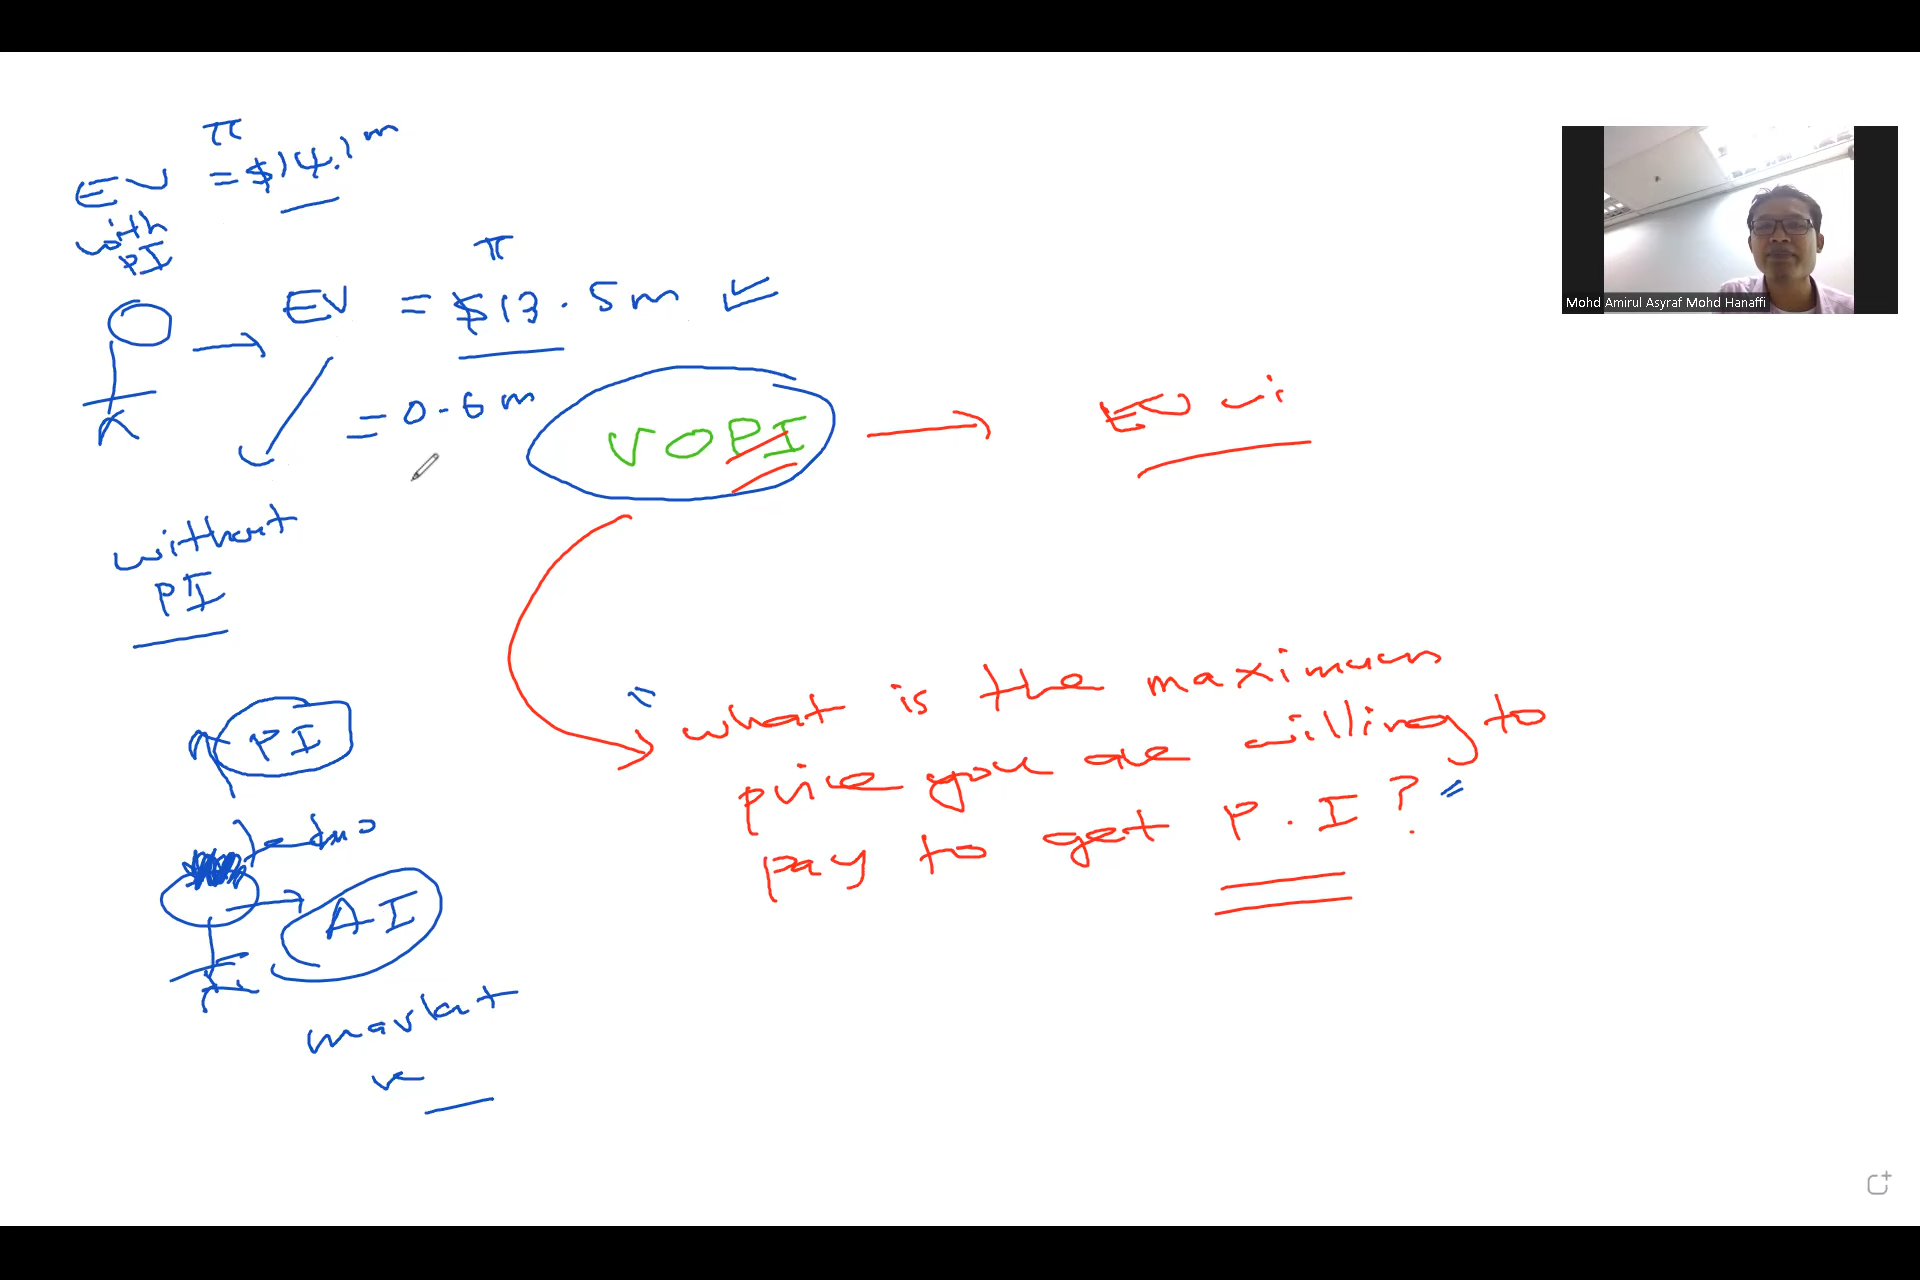 π
EV = $14.1m
with
PI
π
EV = $13.5m
= 0.6m
VOPI
EV
without
PI
what is the maximum
price you are willing to
pay to get P.I?
PI
AI
market
Mohd Amirul Asyraf Mohd Hanaffi